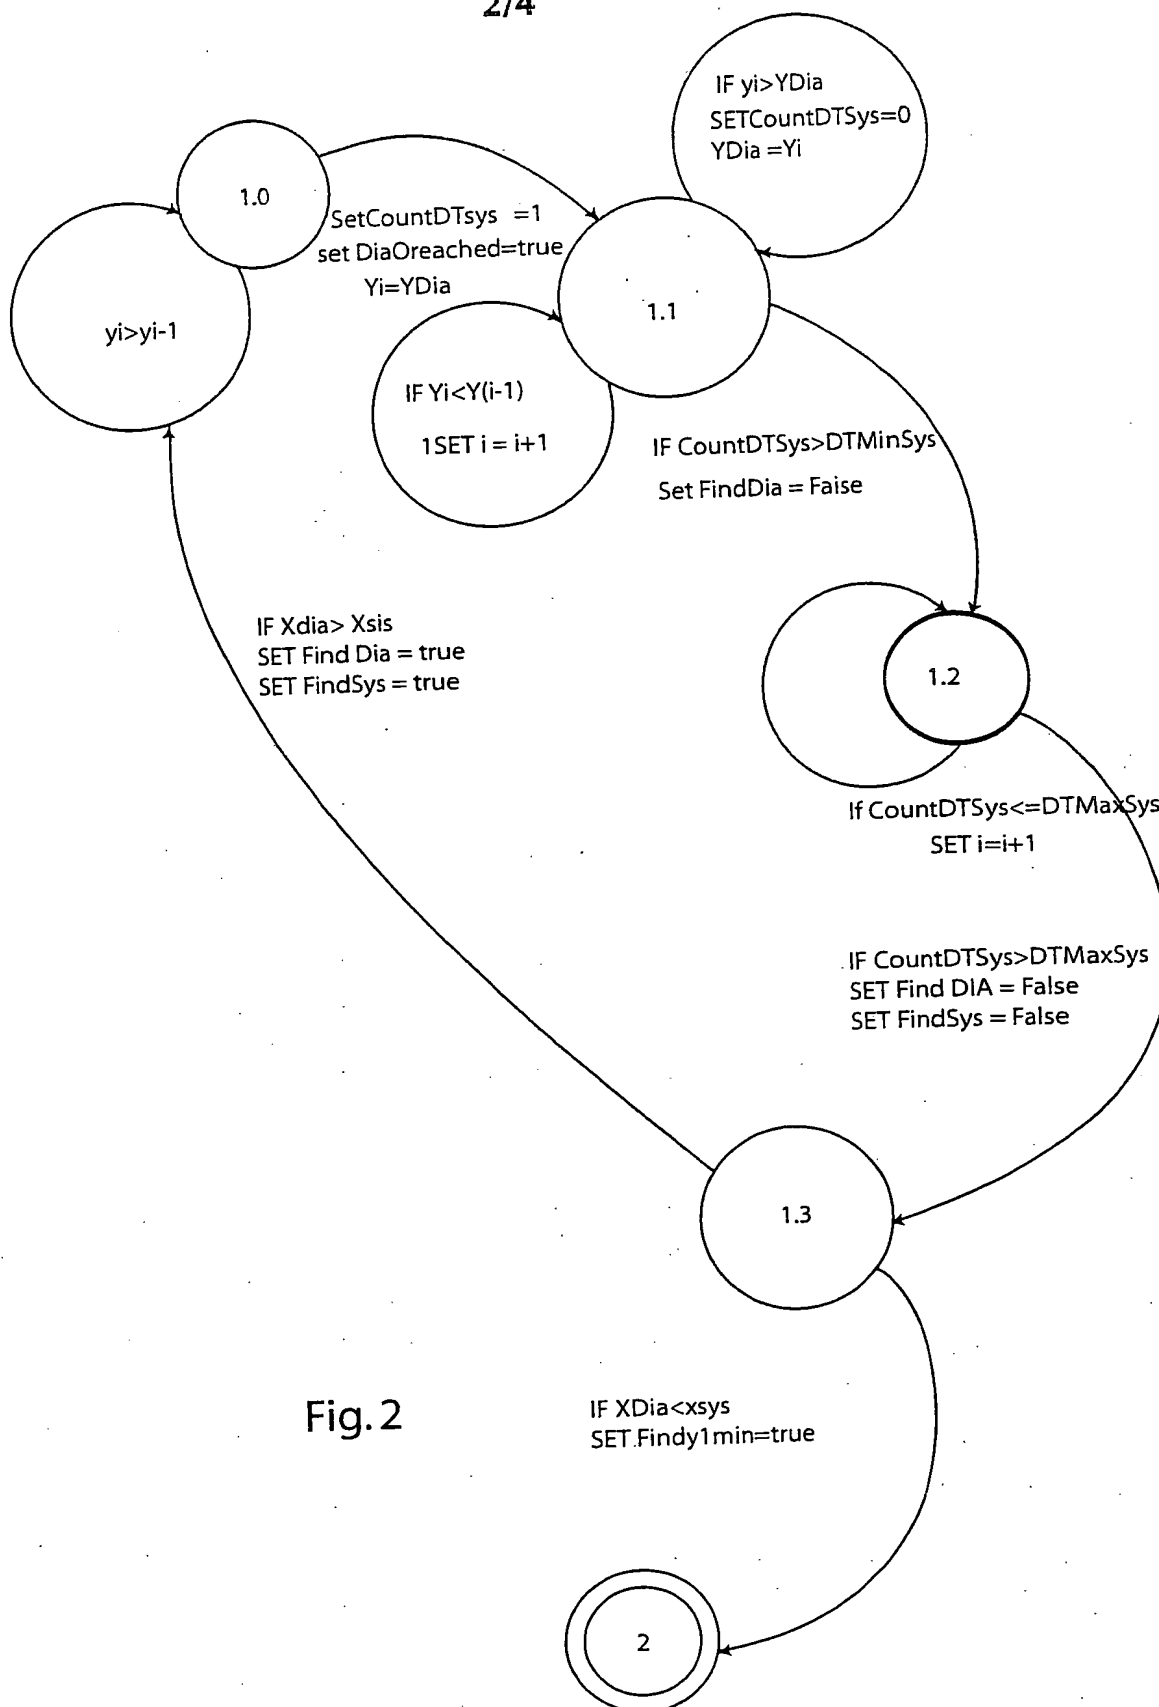 2/4
IF yi>YDia
SETCountDTSys=0
YDia =Yi
1.0
SetCountDTsys =1
set DiaOreached=true
Yi=YDia
1.1
yi>yi-1
IF Yi<Y(i-1)
1SET i = i+1
IF CountDTSys>DTMinSys
Set FindDia = Faise
IF Xdia> Xsis
SET Find Dia = true
SET FindSys = true
1.2
If CountDTSys<=DTMaxSys
SET i=i+1
IF CountDTSys>DTMaxSys
SET Find DIA = False
SET FindSys = False
1.3
Fig. 2
IF XDia<xsys
SET Findy1min=true
2